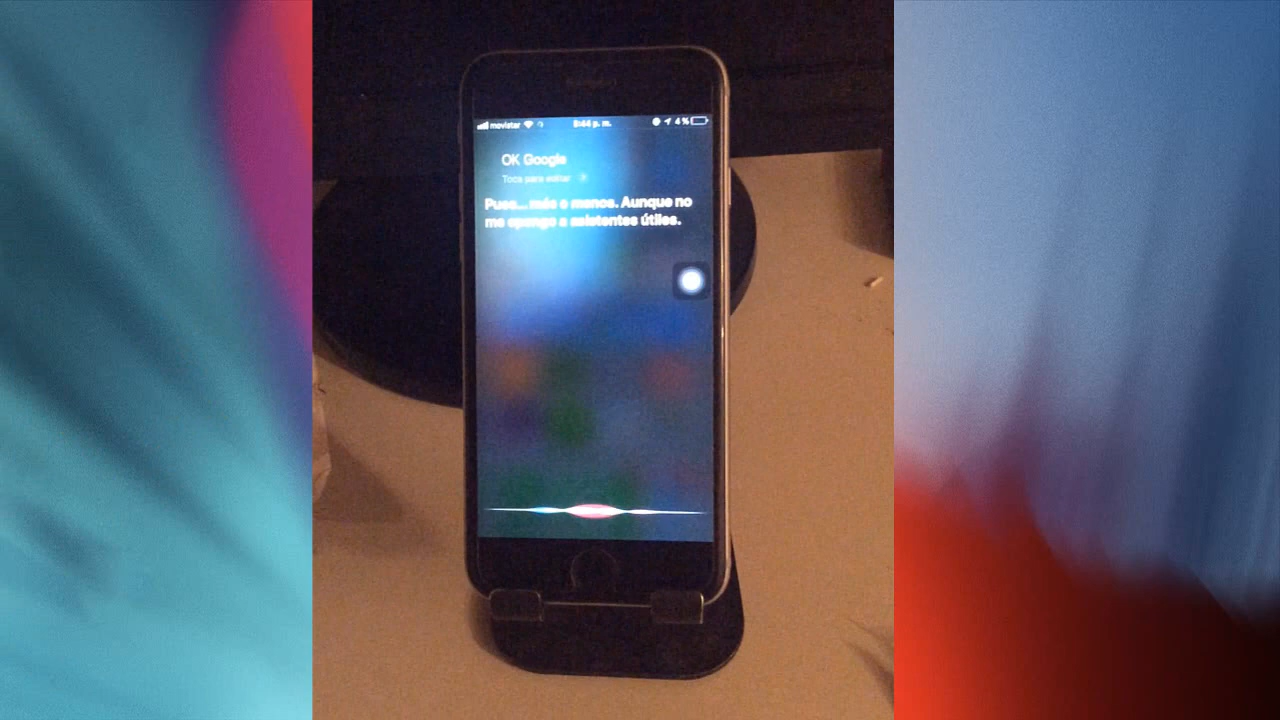 movistar 8:44 p. m. 4 %
OK Google
Toca para editar
Pues... más o menos. Aunque no
me opongo a asistentes útiles.